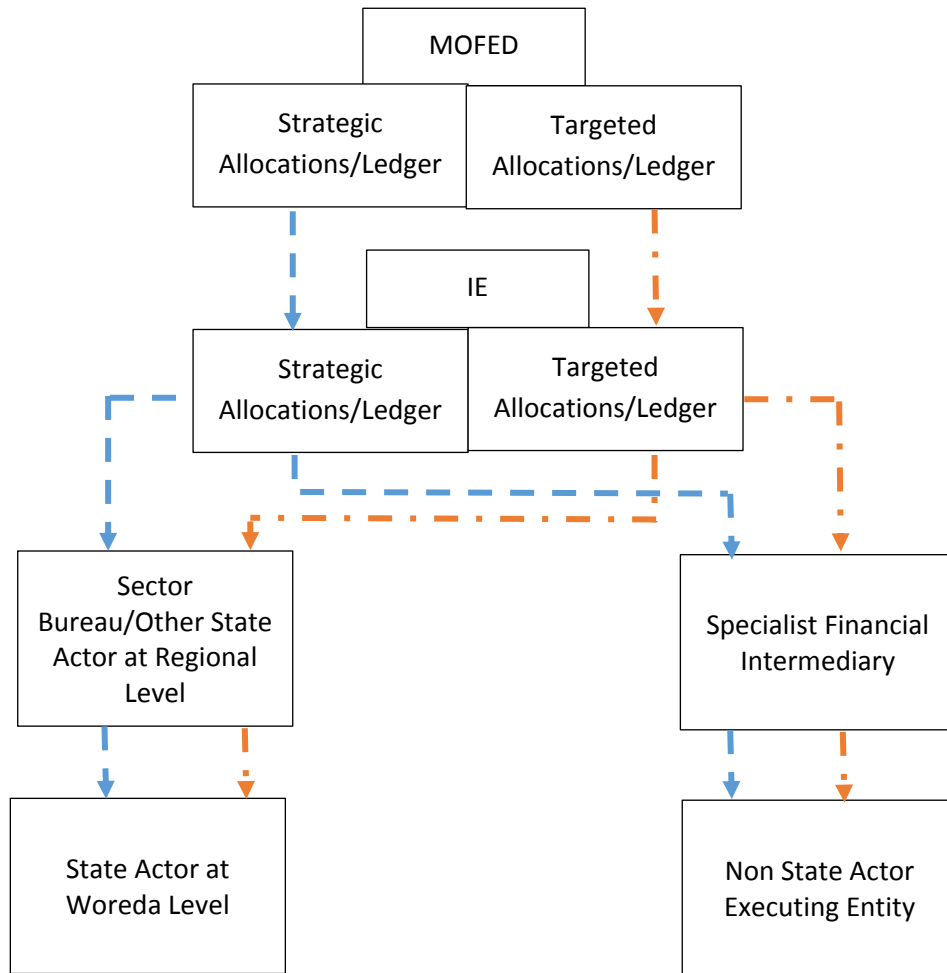 MOFED
Strategic
Allocations/Ledger
Targeted
Allocations/Ledger
IE
Strategic
Allocations/Ledger
Targeted
Allocations/Ledger
Sector
Bureau/Other State
Actor at Regional
Level
Specialist Financial
Intermediary
State Actor at
Woreda Level
Non State Actor
Executing Entity